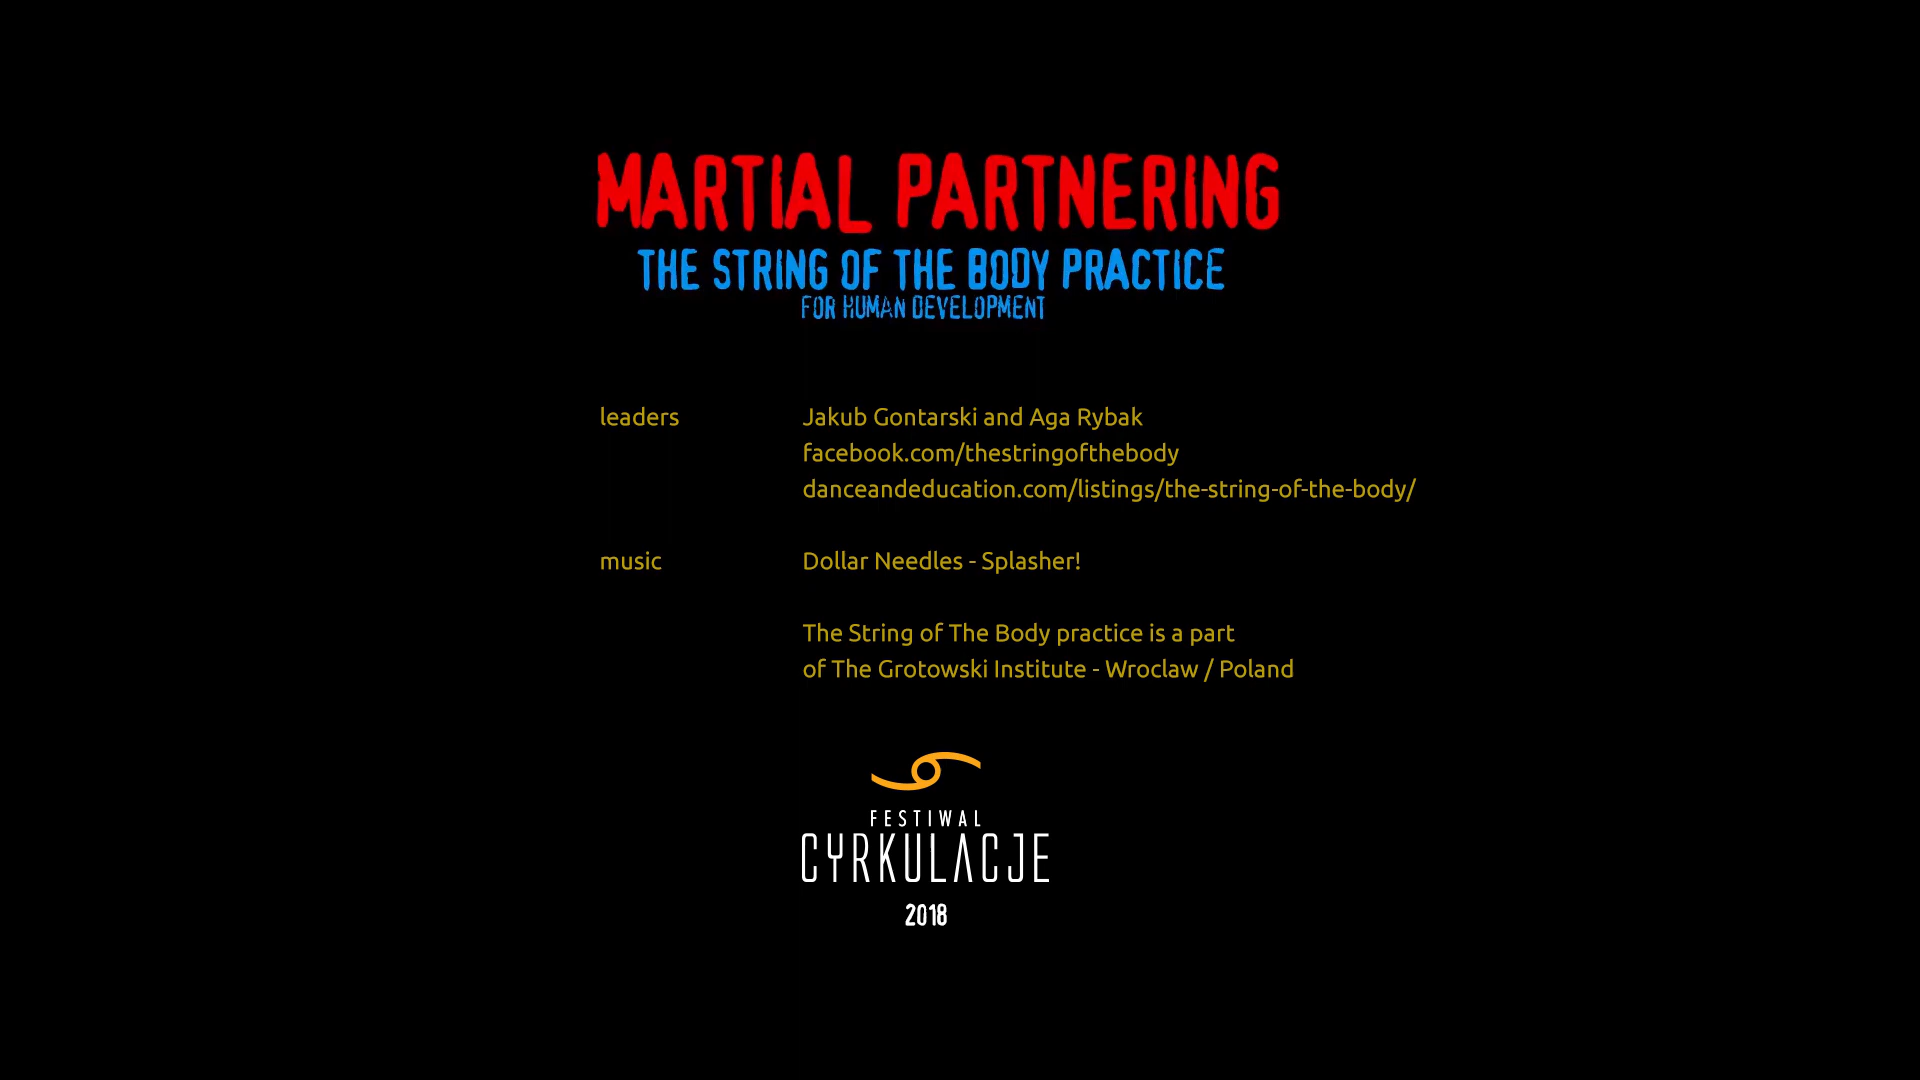 MARTIAL PARTNERING
THE STRING OF THE BODY PRACTICE
FOR HUMAN DEVELOPMENT
leaders Jakub Gontarski and Aga Rybak
facebook.com/thestringofthebody
danceandeducation.com/listings/the-string-of-the-body/
music Dollar Needles - Splasher!
The String of The Body practice is a part
of The Grotowski Institute - Wroclaw / Poland
FESTIWAL
CYRKULACJE
2018